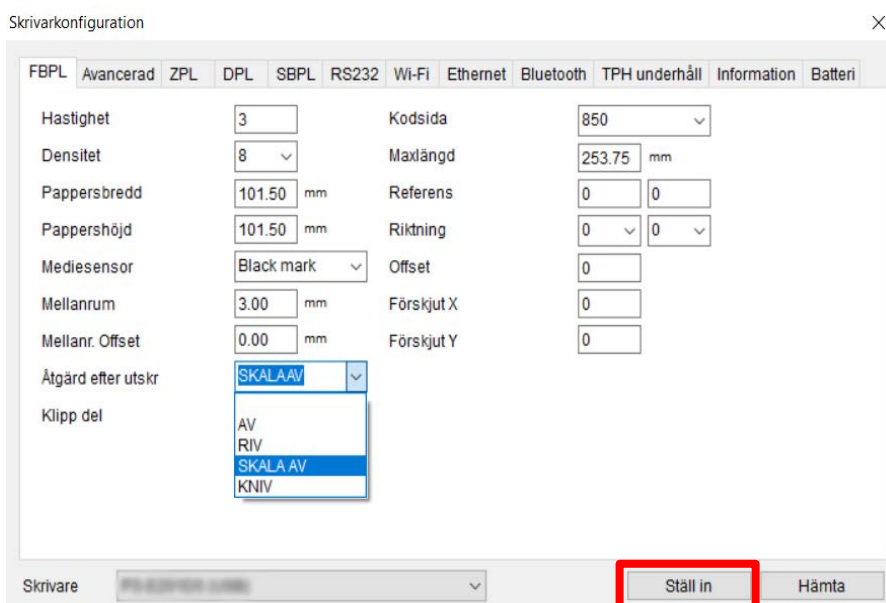 Skrivarkonfiguration
FBPL Avancerad ZPL DPL SBPL RS232 Wi-Fi Ethernet Bluetooth TPH underhåll Information Batteri
Hastighet 3 Kodsida 850
Densitet 8 Maxlängd 253.75 mm
Pappersbredd 101.50 mm Referens 0 0
Pappershöjd 101.50 mm Riktning 0 0
Mediesensor Black mark Offset 0
Mellanrum 3.00 mm Förskjut X 0
Mellanr. Offset 0.00 mm Förskjut Y 0
Åtgärd efter utskr SKALA AV
Klipp del
AV
RIV
SKALA AV
KNIV
Skrivare Ställ in Hämta